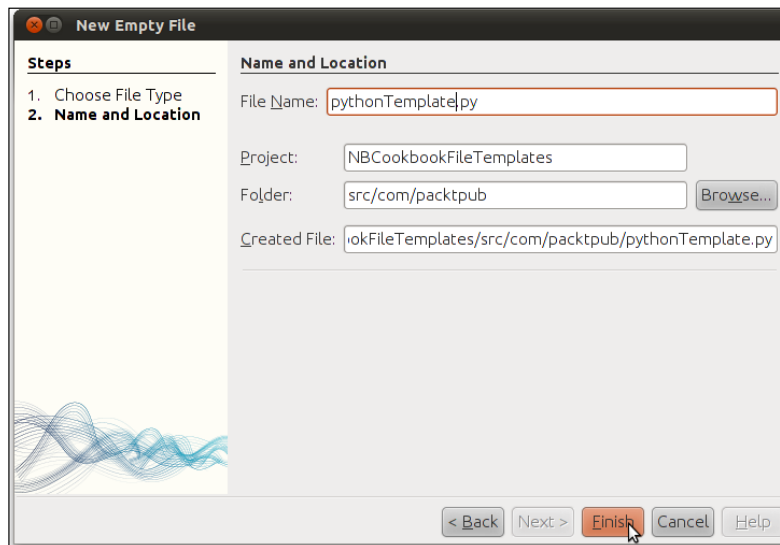 New Empty File
Steps
1. Choose File Type
2. Name and Location
Name and Location
File Name: pythonTemplate.py
Project: NBCookbookFileTemplates
Folder: src/com/packtpub Browse...
Created File: okFileTemplates/src/com/packtpub/pythonTemplate.py
< Back Next > Finish Cancel Help